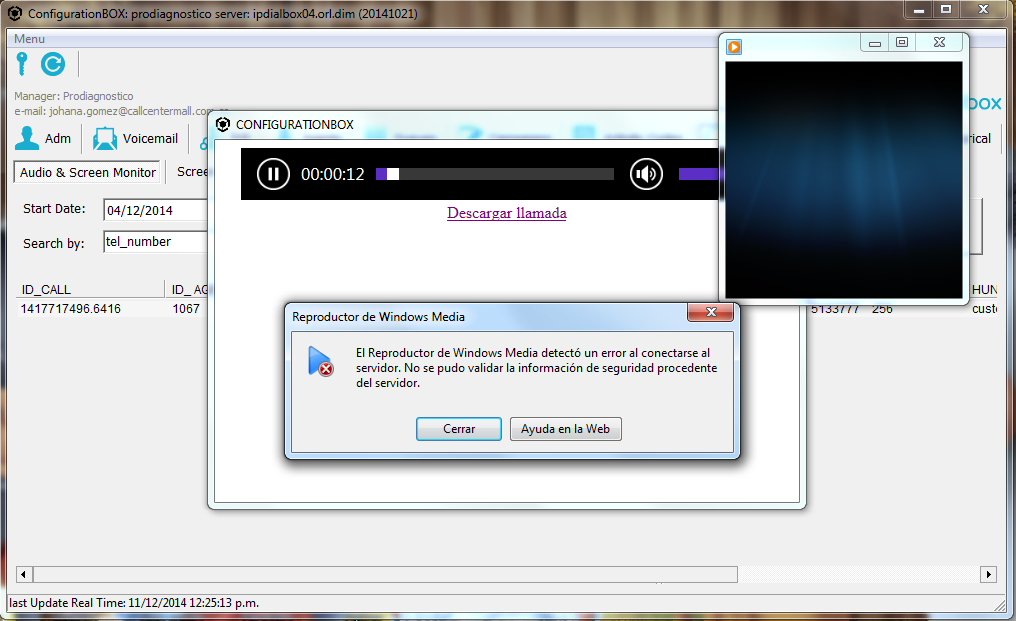 ConfigurationBOX: prodiagnostico server: ipdialbox04.orl.dim (20141021)
Menu
Manager: Prodiagnostico
e-mail: johana.gomez@callcentermall.com
box
Adm
Voicemail
rical
Audio & Screen Monitor
Scree
Start Date:
04/12/2014
Search by:
tel_number
ID_CALL
ID_AG
HUN
1417717496.6416
1067
5133777
256
custo
CONFIGURATIONBOX
00:00:12
Descargar llamada
Reproductor de Windows Media
El Reproductor de Windows Media detectó un error al conectarse al
servidor. No se pudo validar la información de seguridad procedente
del servidor.
Cerrar
Ayuda en la Web
last Update Real Time: 11/12/2014 12:25:13 p.m.